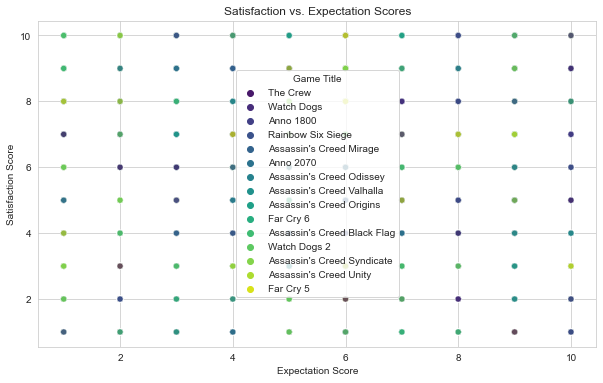 Satisfaction vs. Expectation Scores
10
8
6
4
2
Satisfaction Score
Game Title
The Crew
Watch Dogs
Anno 1800
Rainbow Six Siege
Assassin's Creed Mirage
Anno 2070
Assassin's Creed Odissey
Assassin's Creed Valhalla
Assassin's Creed Origins
Far Cry 6
Assassin's Creed Black Flag
Watch Dogs 2
Assassin's Creed Syndicate
Assassin's Creed Unity
Far Cry 5
2 4 6 8 10
Expectation Score